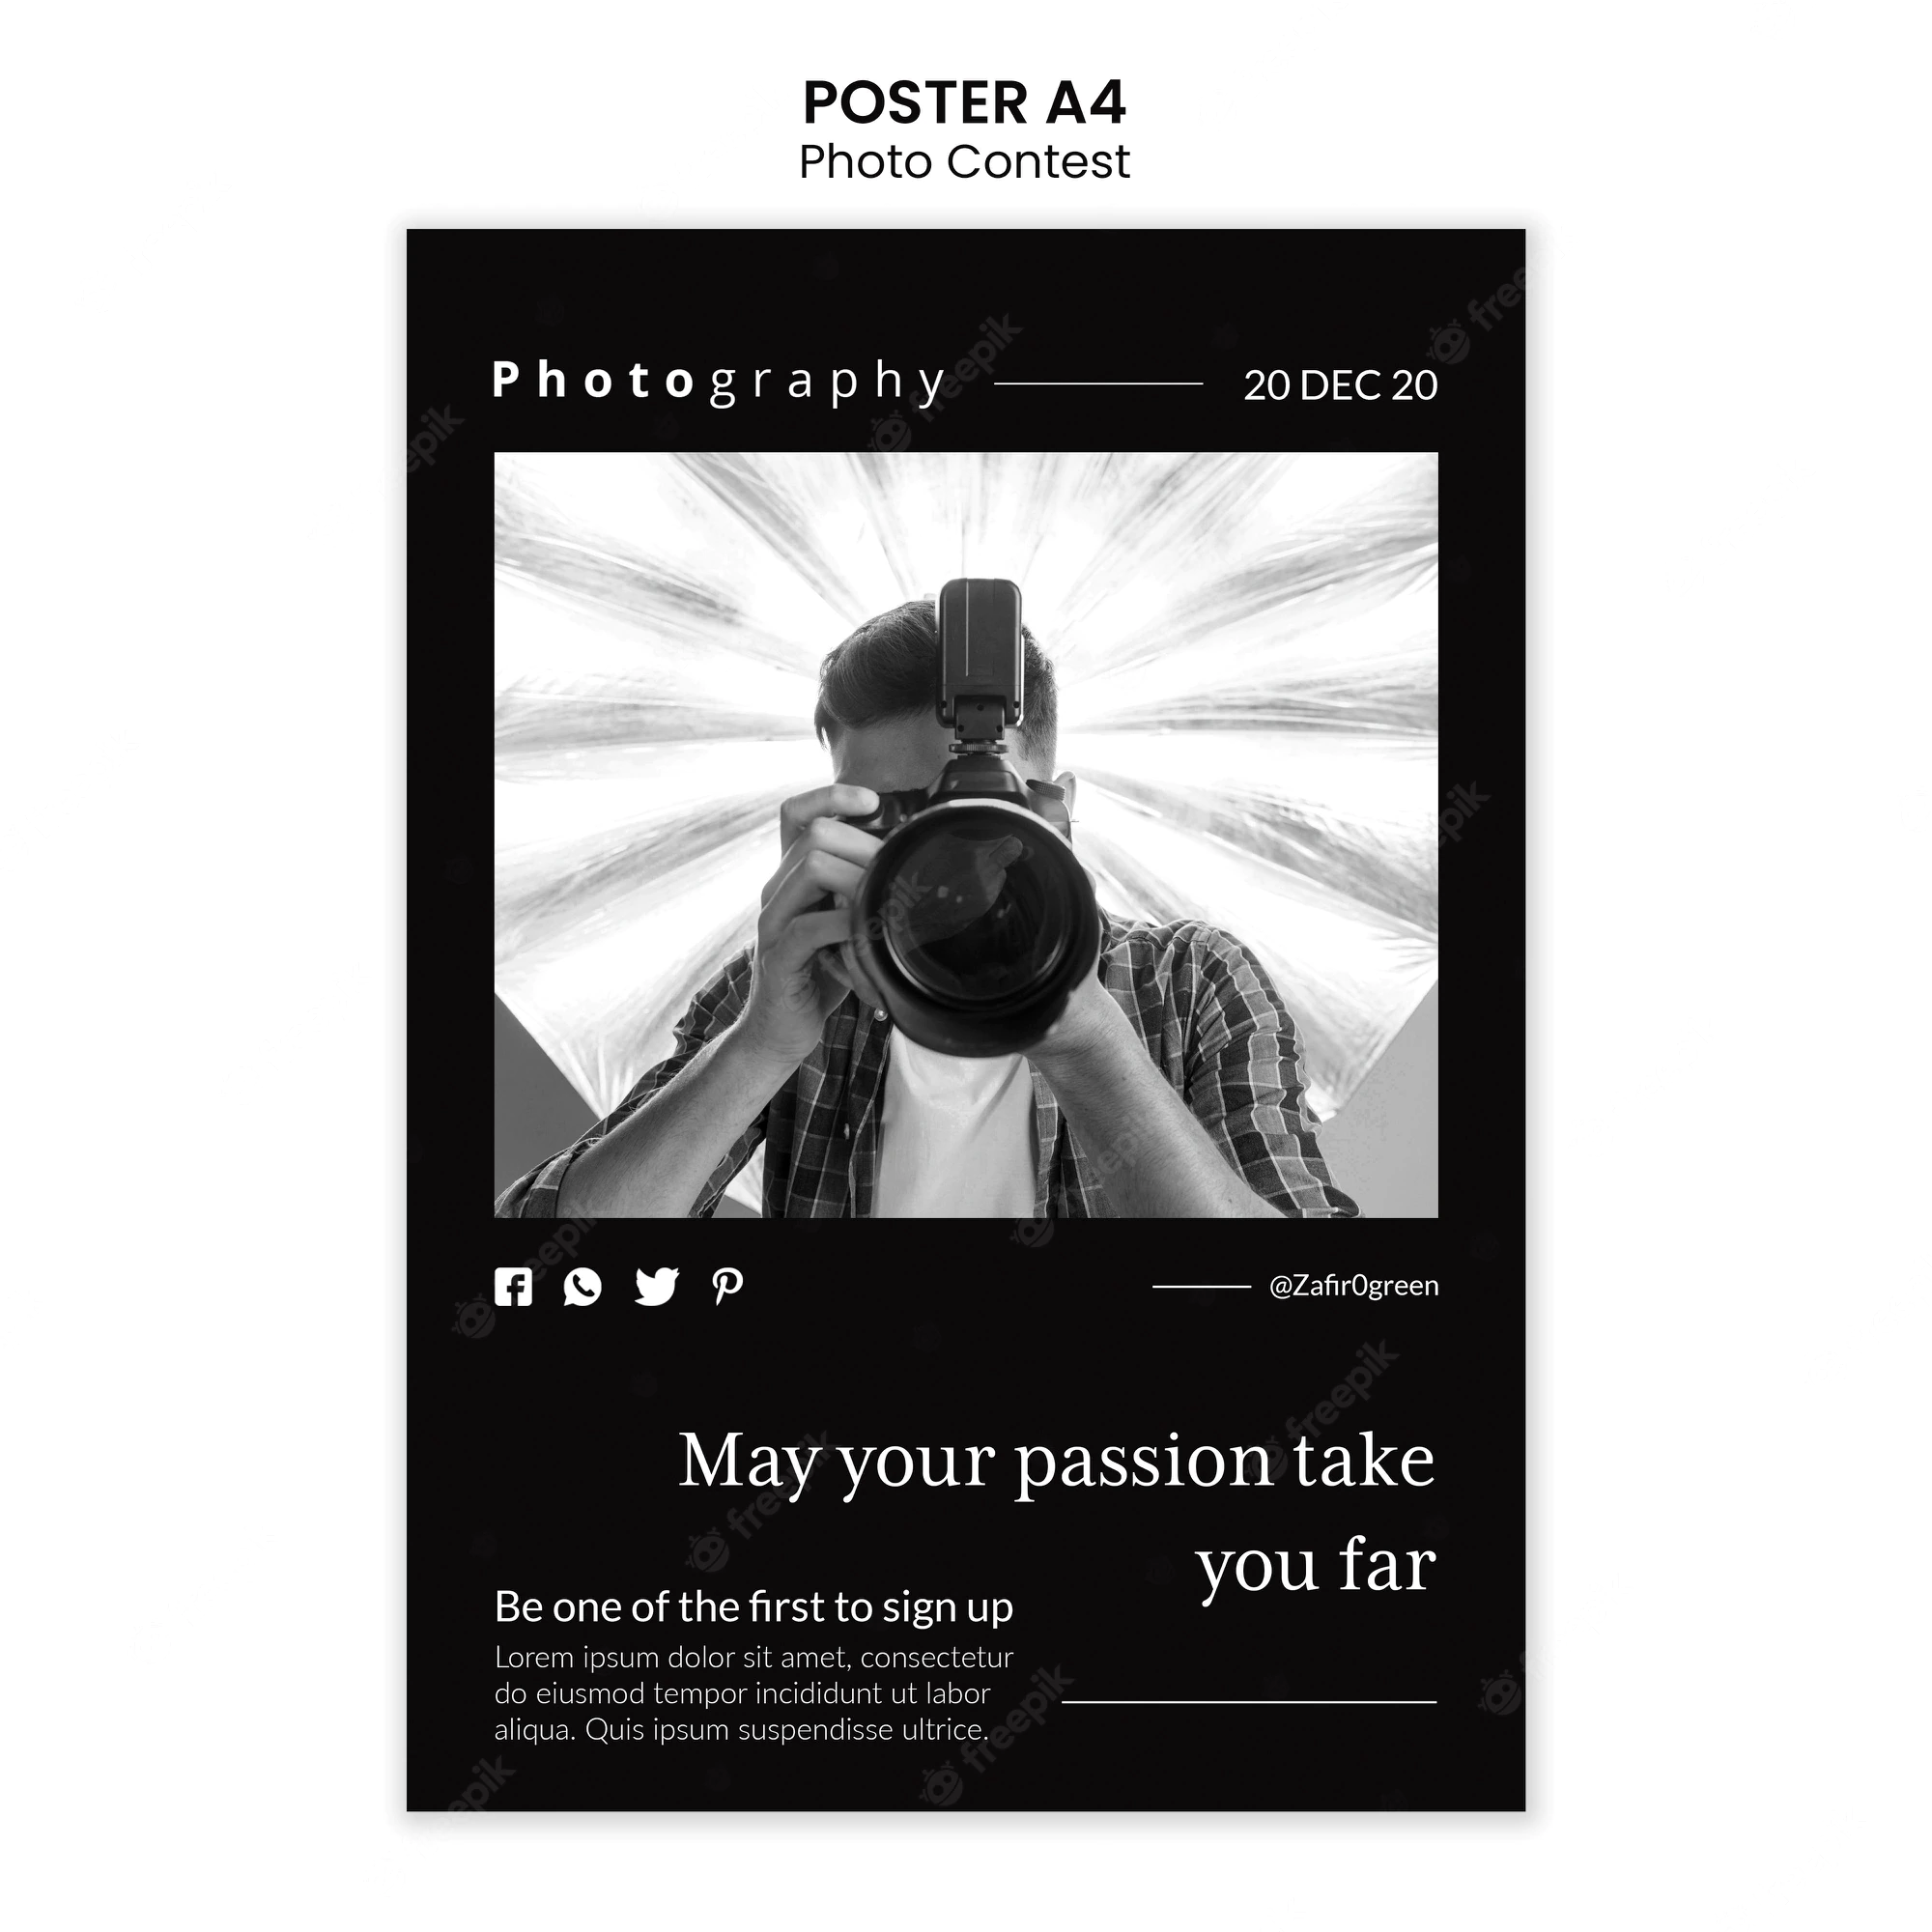 POSTER A4
Photo Contest
Photography
20 DEC 20
@Zafir0green
May your passion take
you far
Be one of the first to sign up
Lorem ipsum dolor sit amet, consectetur
do eiusmod tempor incididunt ut labor
aliqua. Quis ipsum suspendisse ultrice.
freepik